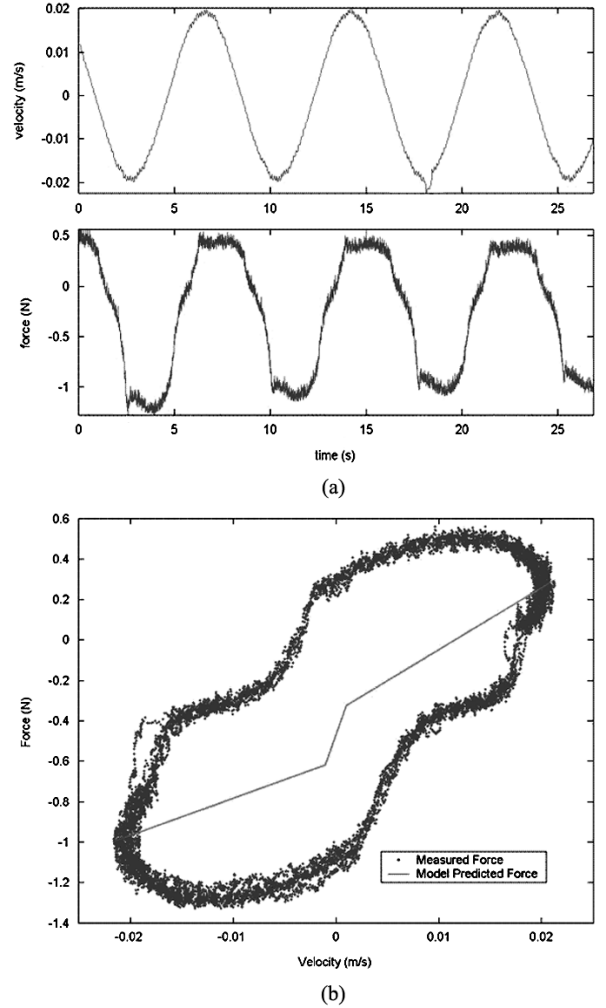 0.02
0.01
0
-0.01
-0.02
velocity (m/s)
0 5 10 15 20 25
0.5
0
-0.5
-1
force (N)
0 5 10 15 20 25
time (s)
(a)
0.6
0.4
0.2
0
-0.2
-0.4
-0.6
-0.8
-1
-1.2
-1.4
Force (N)
Measured Force
Model Predicted Force
-0.02 -0.01 0 0.01 0.02
Velocity (m/s)
(b)